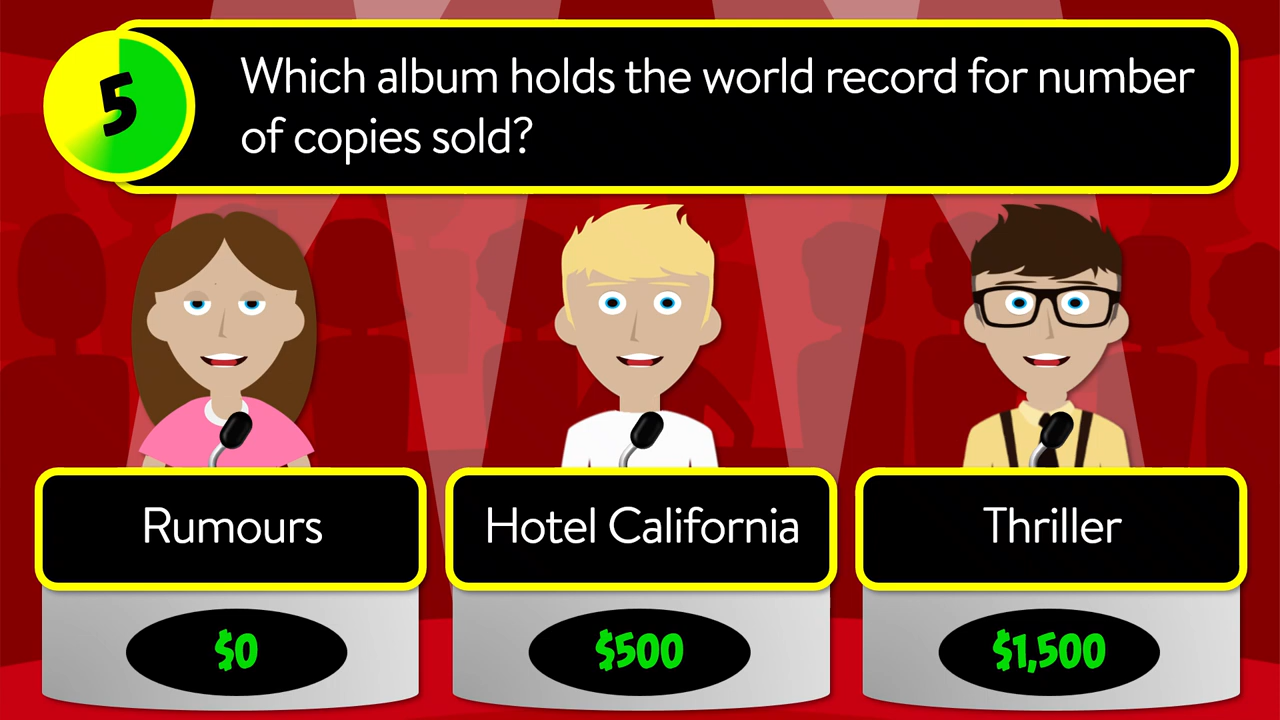 5
Which album holds the world record for number
of copies sold?
Rumours
Hotel California
Thriller
$0
$500
$1,500